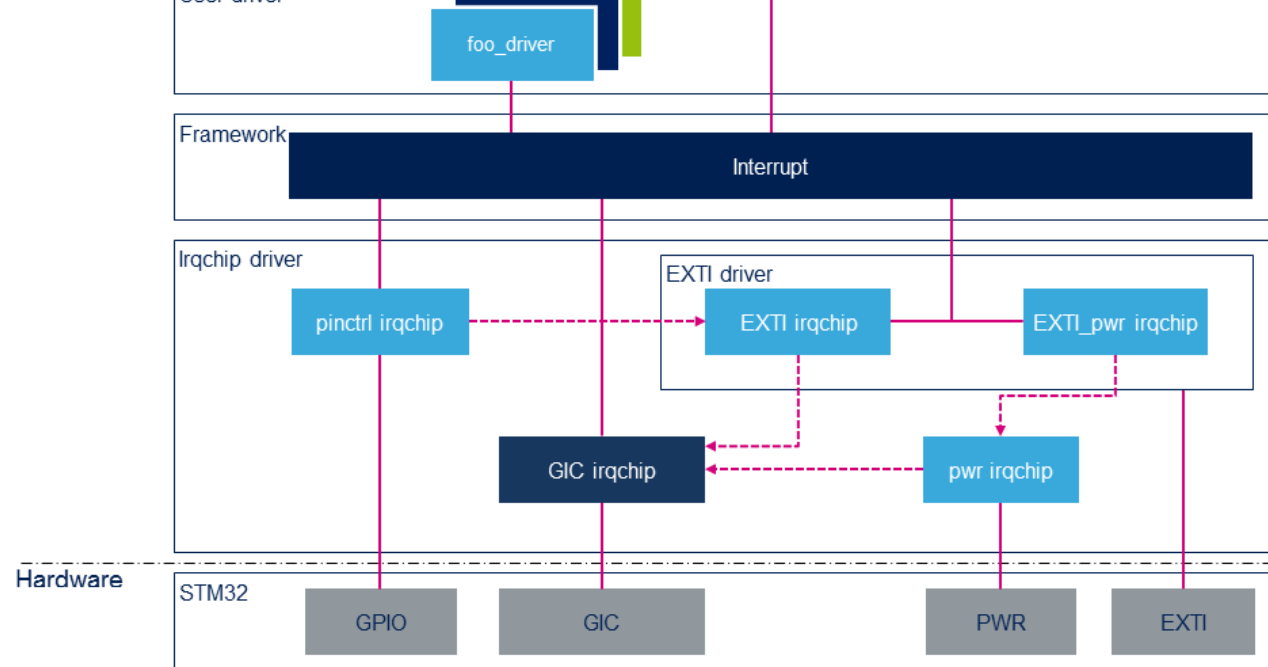 foo_driver
Framework
Interrupt
Irqchip driver
EXTI driver
pinctrl irqchip
EXTI irqchip
EXTI_pwr irqchip
GIC irqchip
pwr irqchip
Hardware
STM32
GPIO
GIC
PWR
EXTI